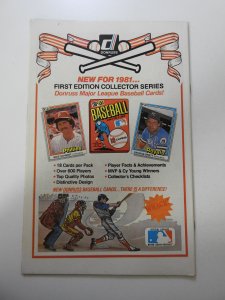 DONRUSS
NEW FOR 1981...
FIRST EDITION COLLECTOR SERIES
Donruss Major League Baseball Cards!
BASEBALL
• 18 Cards per Pack
• Over 600 Players
• Top Quality Photos
• Distinctive Design
• Player Facts & Achievements
• MVP & Cy Young Winners
• Collector's Checklists
NEW DONRUSS BASEBALL CARDS... THERE IS A DIFFERENCE!